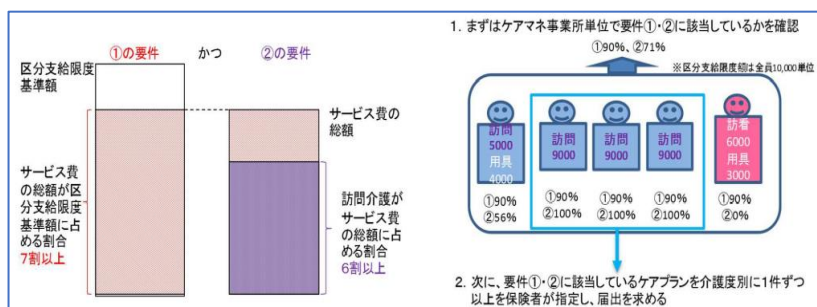 ①の要件 かつ ②の要件
区分支給限度
基準額
サービス費の
総額
サービス費
の総額が区
分支給限度
基準額に占
める割合
7割以上
訪問介護が
サービス費
の総額に占
める割合
6割以上
1. まずはケアマネ事業所単位で要件①・②に該当しているかを確認
①90%、②71%
※区分支給限度額は全員10,000単位
訪問
5000
用具
4000
訪問
9000
訪問
9000
訪問
9000
訪看
6000
用具
3000
①90%
②56%
①90%
②100%
①90%
②100%
①90%
②100%
①90%
②0%
2. 次に、要件①・②に該当しているケアプランを介護度別に1件ずつ
以上を保険者が指定し、届出を求める